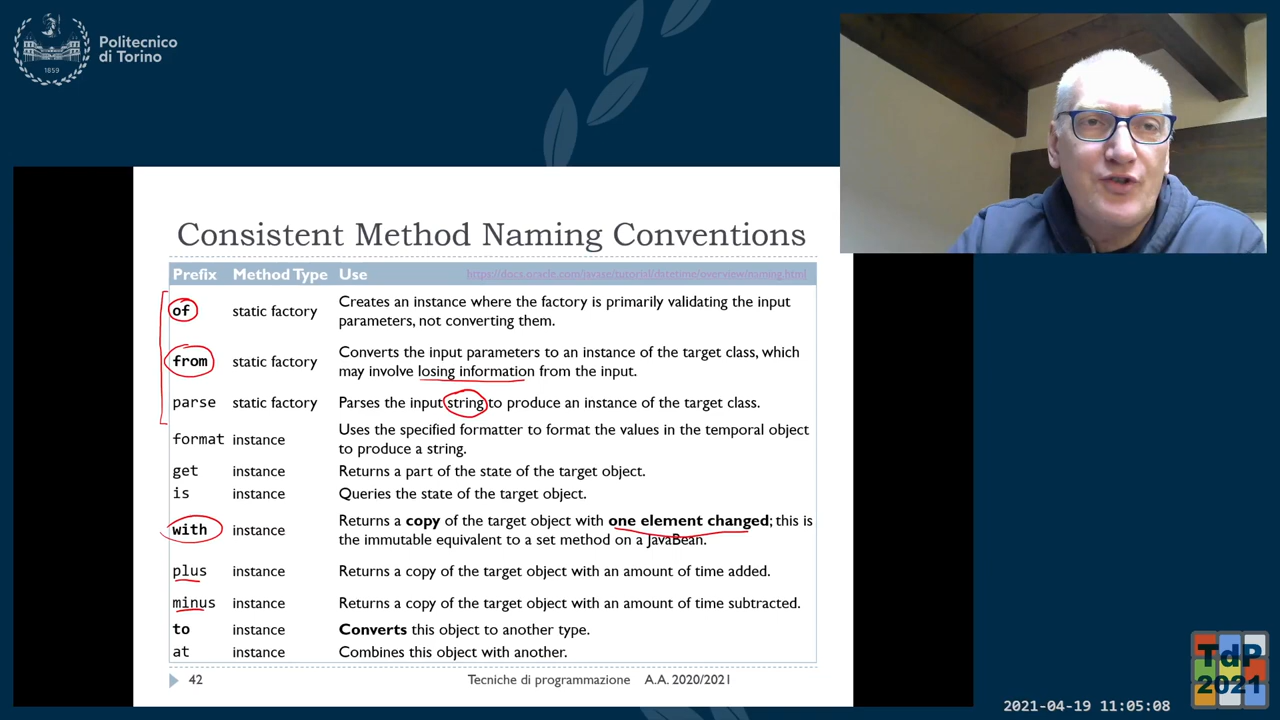 Politecnico
di Torino
1859
Consistent Method Naming Conventions
Prefix Method Type Use https://docs.oracle.com/javase/tutorial/datetime/overview/naming.html
of static factory Creates an instance where the factory is primarily validating the input
parameters, not converting them.
from static factory Converts the input parameters to an instance of the target class, which
may involve losing information from the input.
parse static factory Parses the input string to produce an instance of the target class.
format instance Uses the specified formatter to format the values in the temporal object
to produce a string.
get instance Returns a part of the state of the target object.
is instance Queries the state of the target object.
with instance Returns a copy of the target object with one element changed; this is
the immutable equivalent to a set method on a JavaBean.
plus instance Returns a copy of the target object with an amount of time added.
minus instance Returns a copy of the target object with an amount of time subtracted.
to instance Converts this object to another type.
at instance Combines this object with another.
42 Tecniche di programmazione A.A. 2020/2021
TdP
2021
2021-04-19 11:05:08